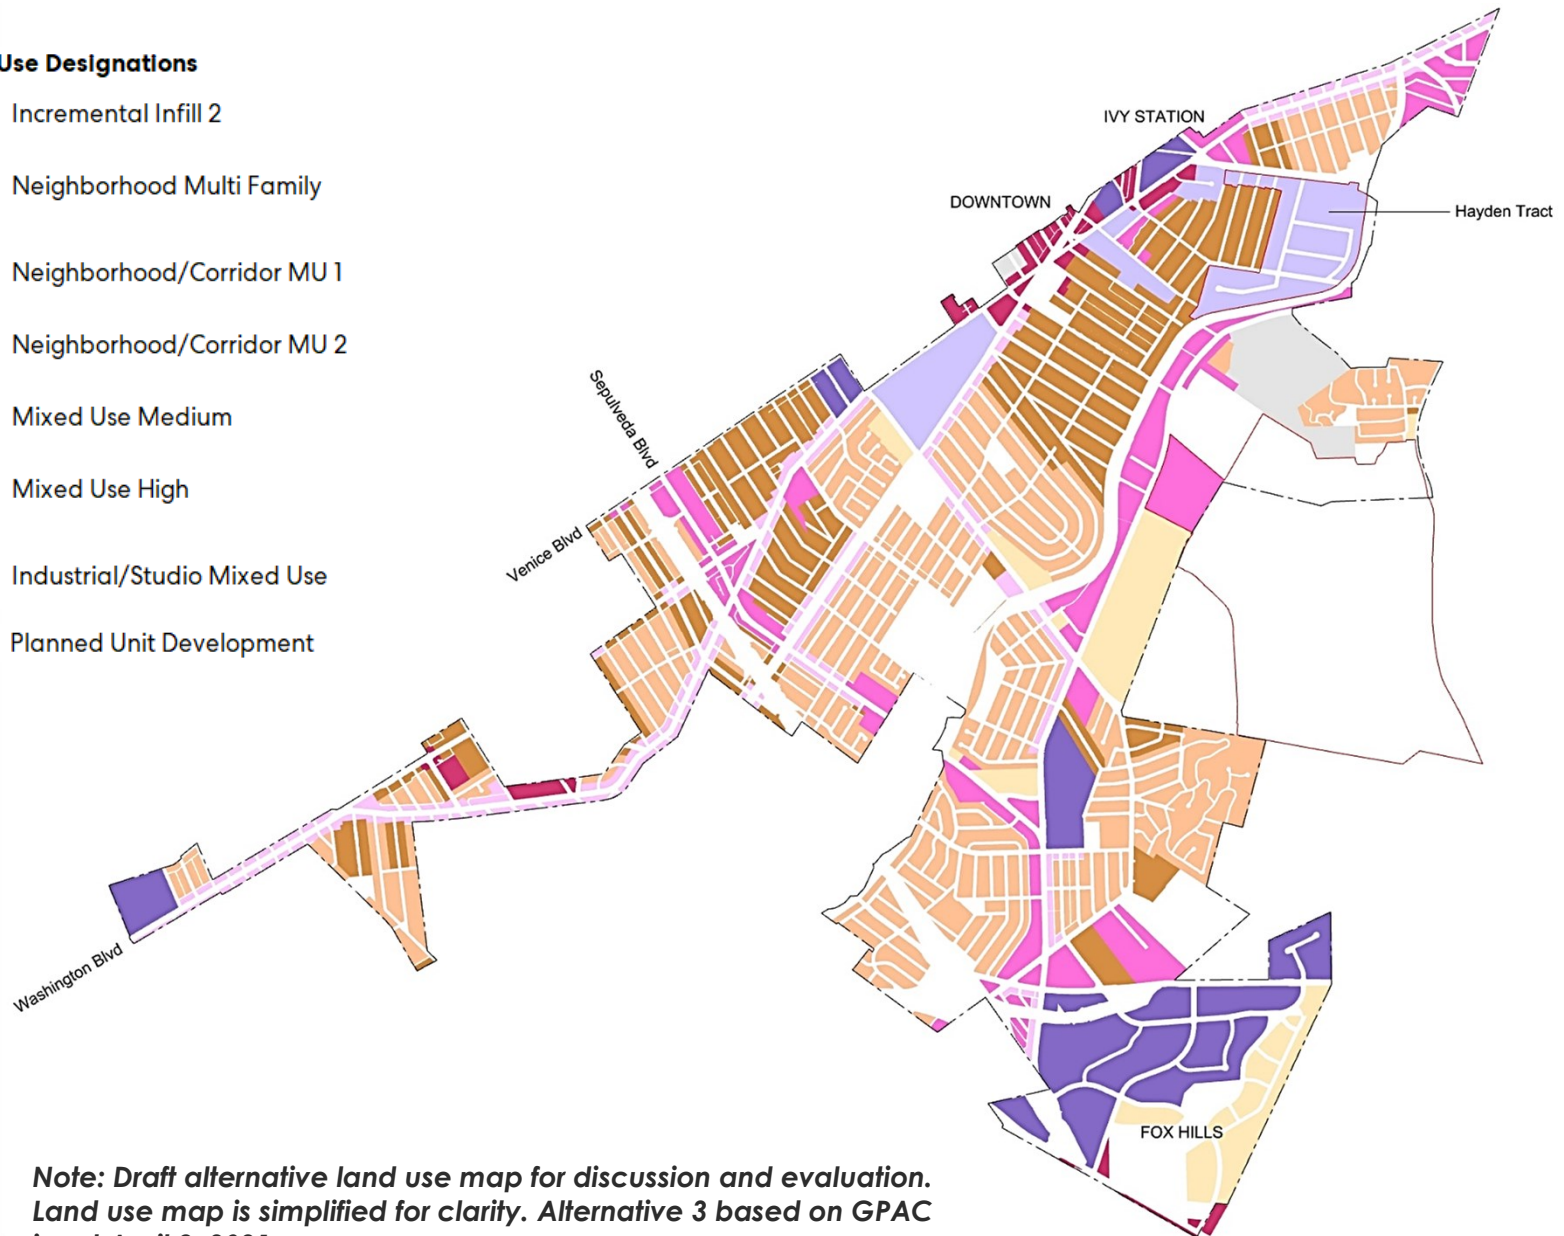 Use Designations
Incremental Infill 2
Neighborhood Multi Family
Neighborhood/Corridor MU 1
Neighborhood/Corridor MU 2
Mixed Use Medium
Mixed Use High
Industrial/Studio Mixed Use
Planned Unit Development
IVY STATION
DOWNTOWN
Hayden Tract
Sepulveda Blvd
Venice Blvd
Washington Blvd
FOX HILLS
Note: Draft alternative land use map for discussion and evaluation.
Land use map is simplified for clarity. Alternative 3 based on GPAC